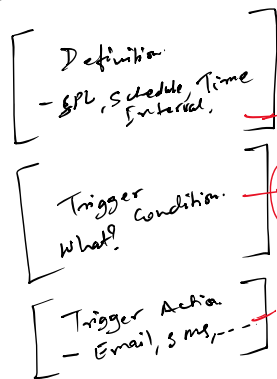 Definition.
- SPL, Schedule, Time
Interval,
Trigger
What? Condition.
Trigger Action
- Email, SMS, ----